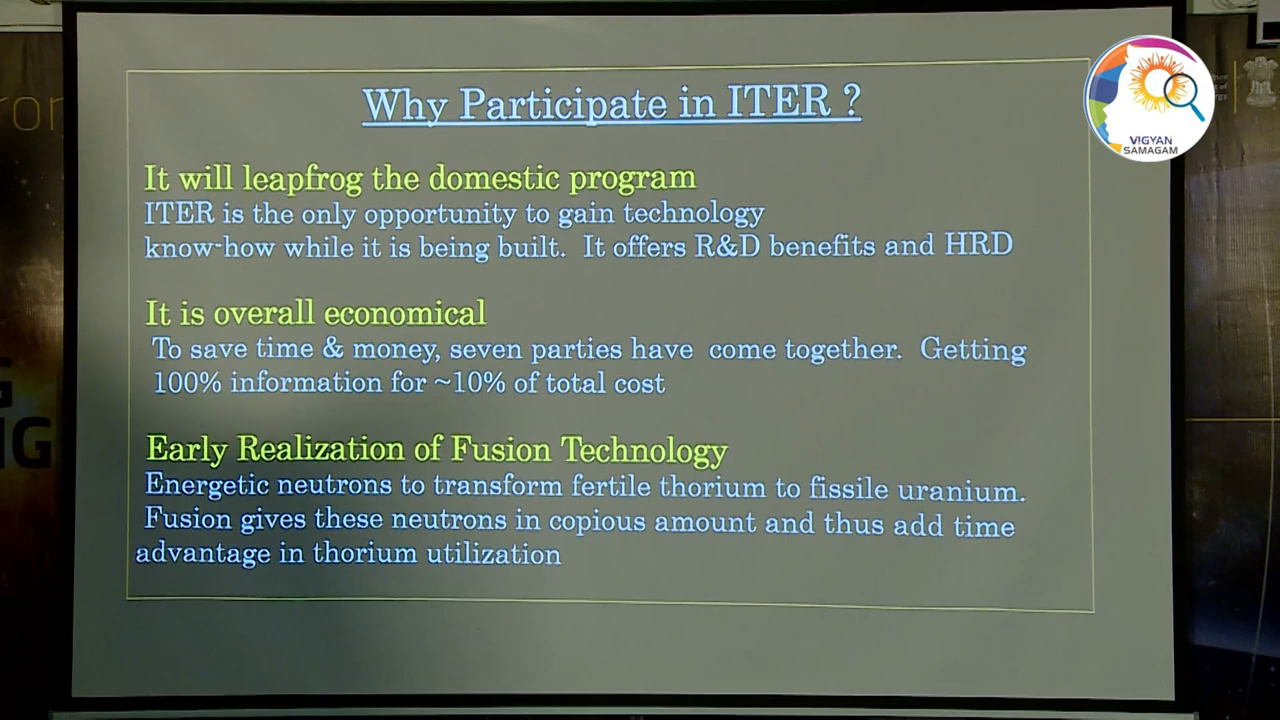 Why Participate in ITER ?
It will leapfrog the domestic program
ITER is the only opportunity to gain technology
know-how while it is being built. It offers R&D benefits and HRD
It is overall economical
To save time & money, seven parties have come together. Getting
100% information for ~10% of total cost
Early Realization of Fusion Technology
Energetic neutrons to transform fertile thorium to fissile uranium.
Fusion gives these neutrons in copious amount and thus add time
advantage in thorium utilization
VIGYAN
SAMAGAM